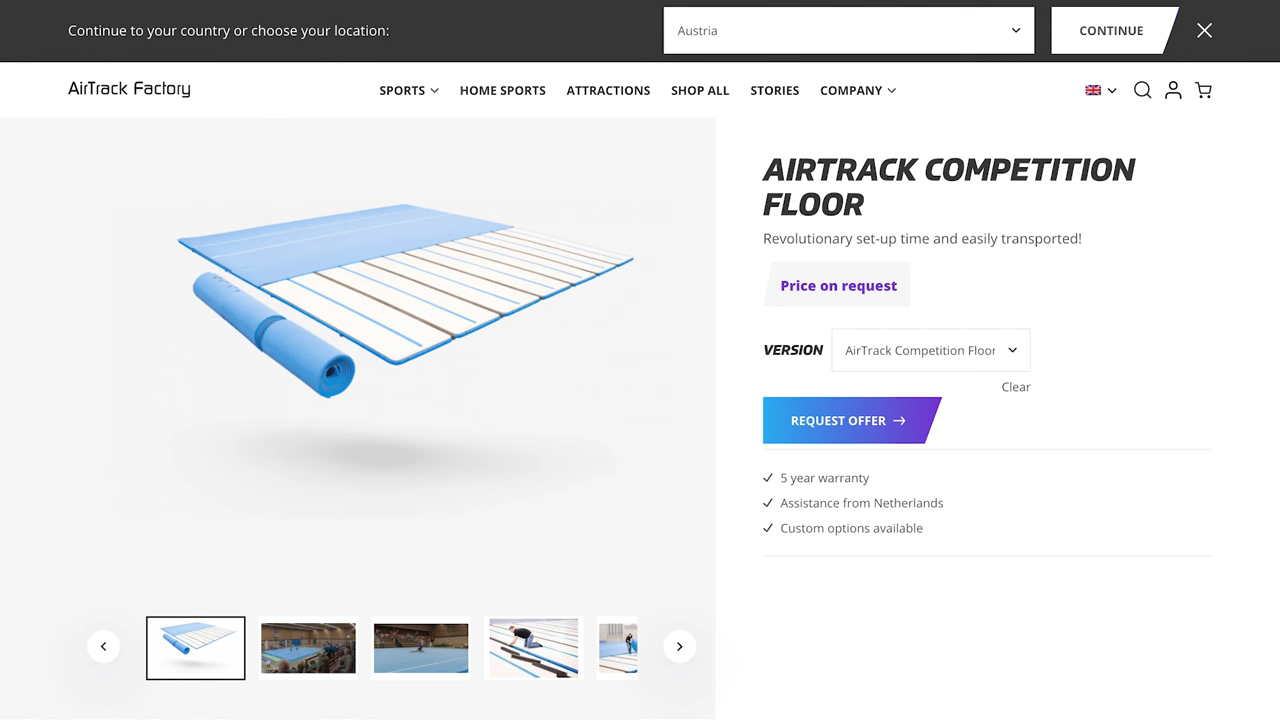 Continue to your country or choose your location:
Austria
CONTINUE
AirTrack Factory
SPORTS
HOME SPORTS
ATTRACTIONS
SHOP ALL
STORIES
COMPANY
AIRTRACK COMPETITION
FLOOR
Revolutionary set-up time and easily transported!
Price on request
VERSION
AirTrack Competition Floor
Clear
REQUEST OFFER
5 year warranty
Assistance from Netherlands
Custom options available